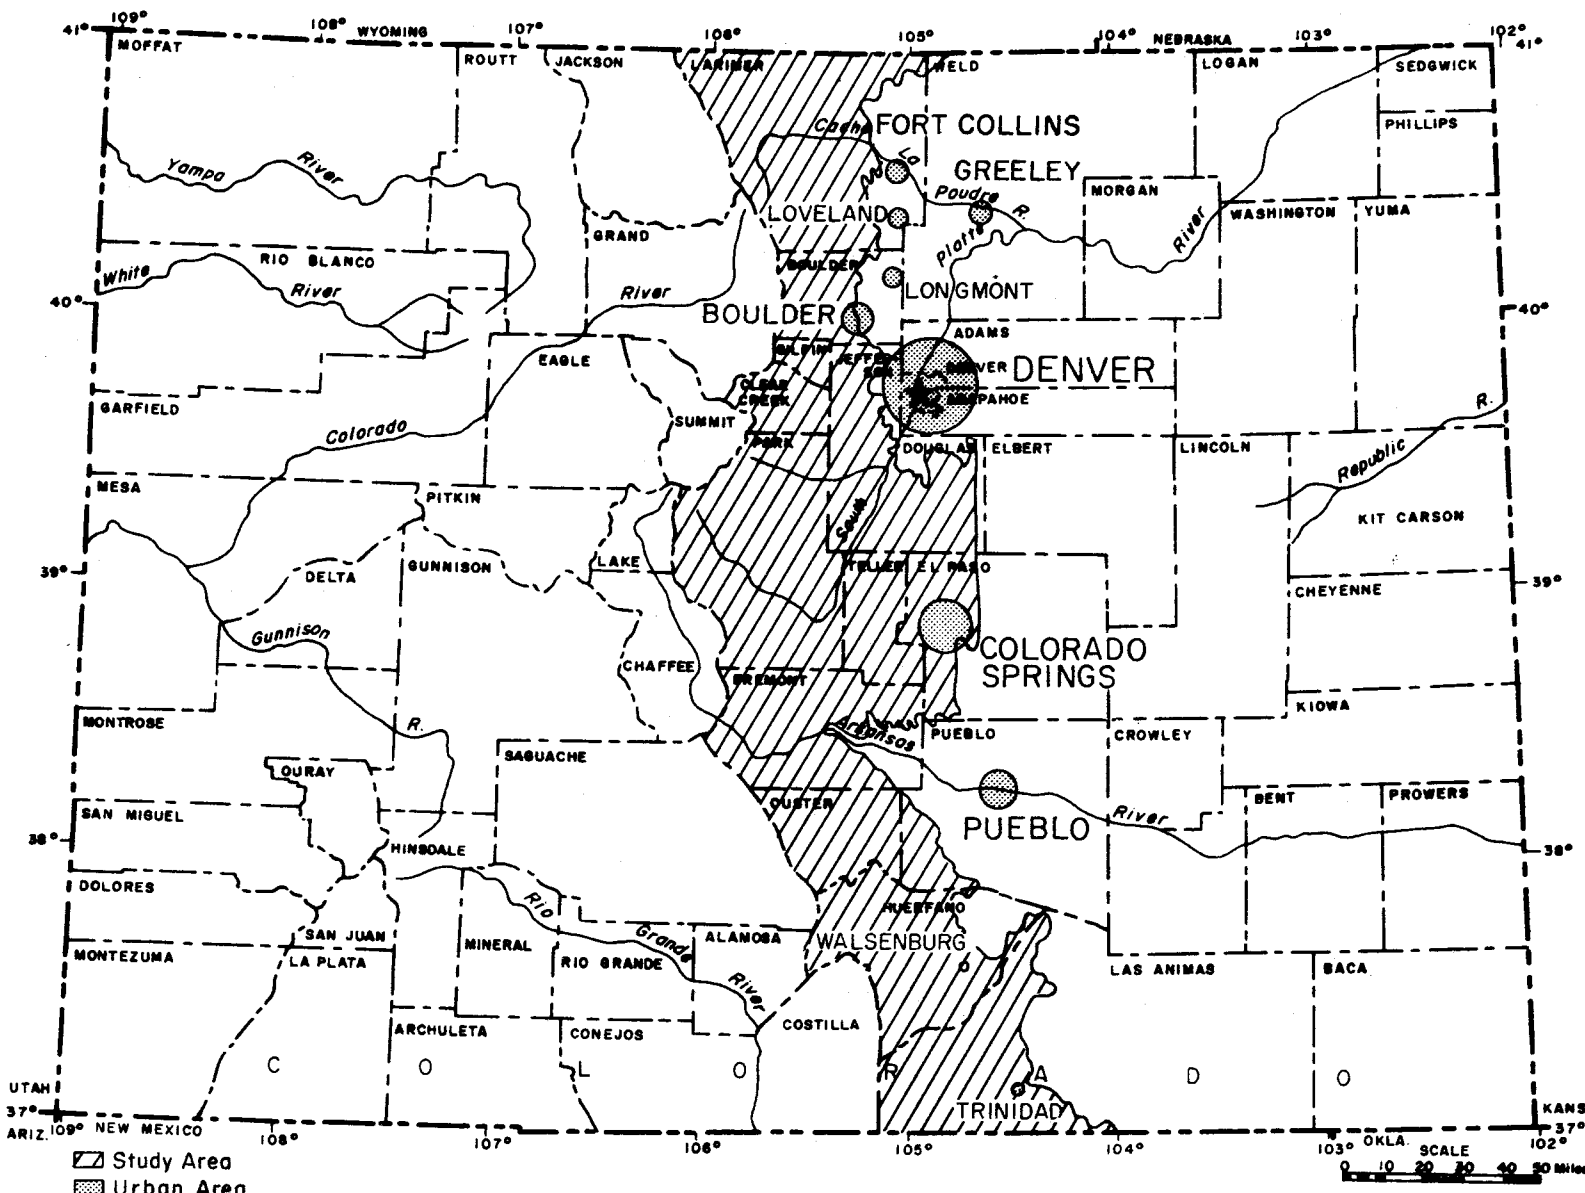 109° 108° WYOMING 107° 106° 105° 104° NEBRASKA 103° 102°
41° 41°
MOFFAT ROUTT JACKSON LARIMER WELD LOGAN SEDGWICK
PHILLIPS
Cache FORT COLLINS
La
Yampa River GREELEY
Poudre R. MORGAN
LOVELAND WASHINGTON YUMA
GRAND Platte River
RIO BLANCO BOULDER
White River River LONGMONT
40° BOULDER 40°
ADAMS
EAGLE GILPIN JEFFER-
SON DENVER DENVER
CLEAR
CREEK ARAPAHOE
GARFIELD SUMMIT R.
Colorado PARK DOUGLAS ELBERT LINCOLN
Republic
MESA PITKIN
South KIT CARSON
39° DELTA GUNNISON LAKE TELLER EL PASO 39°
CHEYENNE
Gunnison
COLORADO
SPRINGS
CHAFFEE FREMONT
KIOWA
MONTROSE R. Arkansas PUEBLO CROWLEY
SAGUACHE
OURAY
CUSTER BENT PROWERS
SAN MIGUEL River
PUEBLO
38° HINSDALE 38°
DOLORES Rio HUERFANO
SAN JUAN MINERAL Grande ALAMOSA WALSENBURG
MONTEZUMA LA PLATA RIO GRANDE LAS ANIMAS BACA
River
ARCHULETA CONEJOS COSTILLA
C O L O R A D O
UTAH TRINIDAD KANS
37° 37°
ARIZ. 109° NEW MEXICO 108° 107° 106° 105° 104° 103° OKLA. 102°
SCALE
0 10 20 30 40 50 Miles
Study Area
Urban Area